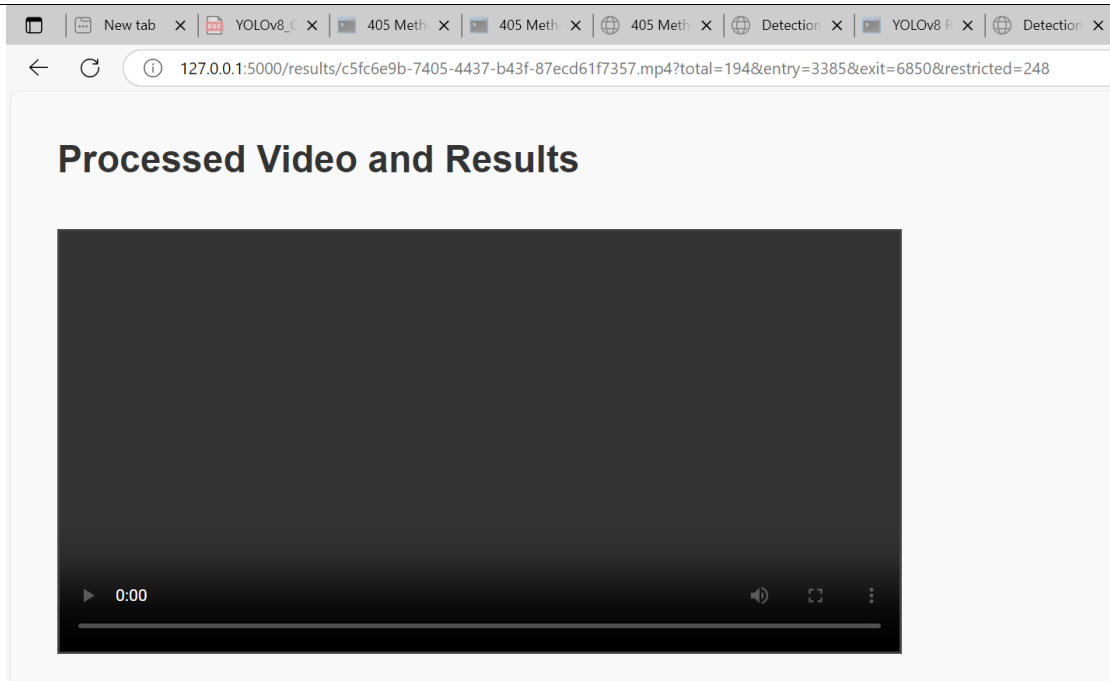 New tab YOLOv8_ 405 Meth 405 Meth 405 Meth Detection YOLOv8 Detection
127.0.0.1:5000/results/c5fc6e9b-7405-4437-b43f-87ecd61f7357.mp4?total=194&entry=3385&exit=6850&restricted=248
Processed Video and Results
0:00